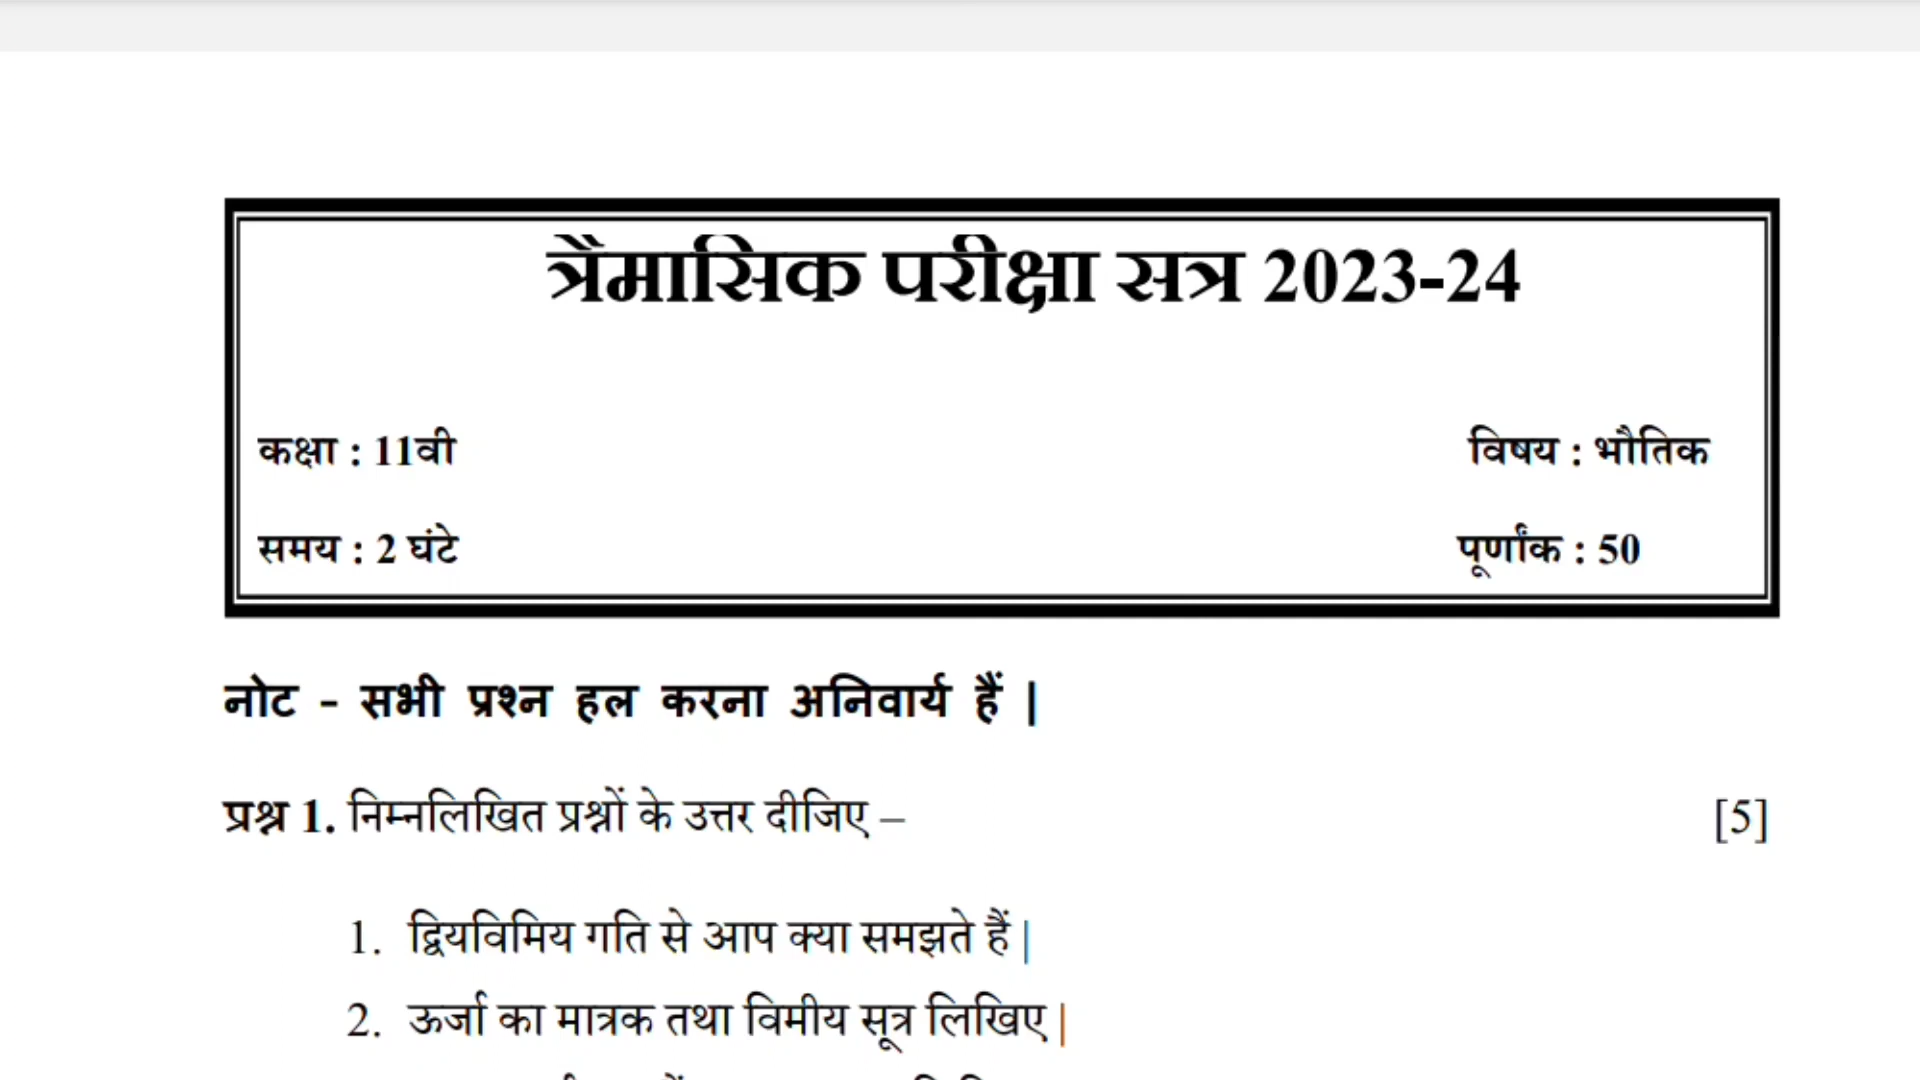 त्रैमासिक परीक्षा सत्र 2023-24
कक्षा : 11वी विषय : भौतिक
समय : 2 घंटे पूर्णांक : 50
नोट - सभी प्रश्न हल करना अनिवार्य हैं |
प्रश्न 1. निम्नलिखित प्रश्नों के उत्तर दीजिए – [5]
1. द्वियविमिय गति से आप क्या समझते हैं |
2. ऊर्जा का मात्रक तथा विमीय सूत्र लिखिए |